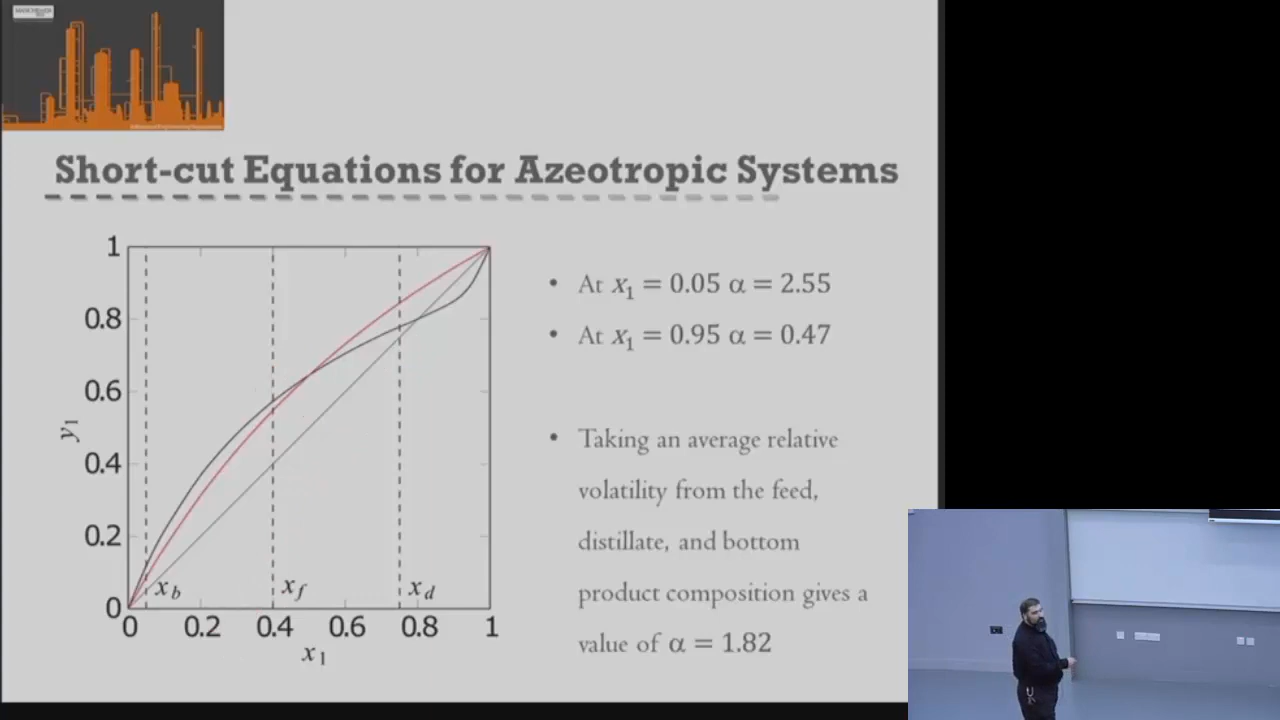 Short-cut Equations for Azeotropic Systems
1
0.8
0.6
0.4
0.2
0
y₁
x_b
x_f
x_d
0 0.2 0.4 0.6 0.8 1
x₁
• At x₁ = 0.05 α = 2.55
• At x₁ = 0.95 α = 0.47
• Taking an average relative
volatility from the feed,
distillate, and bottom
product composition gives a
value of α = 1.82